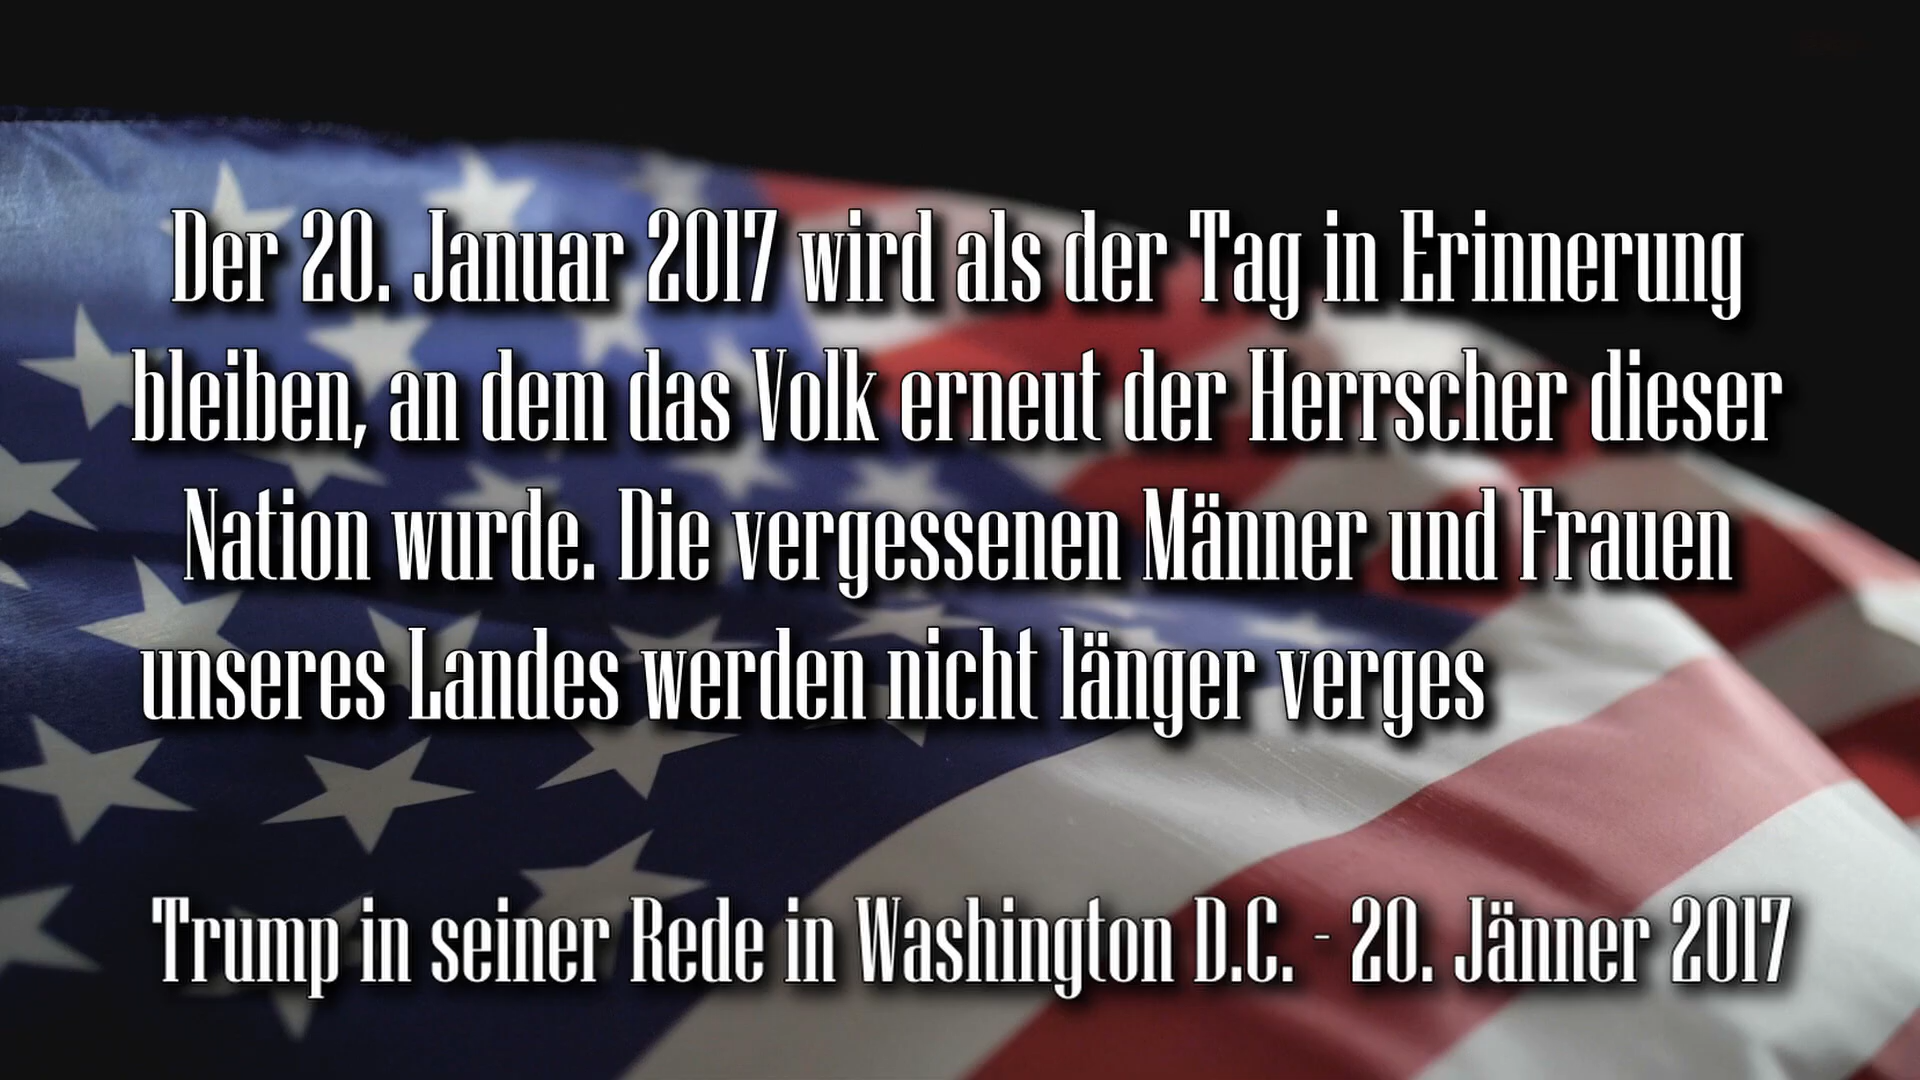 Der 20. Januar 2017 wird als der Tag in Erinnerung
bleiben, an dem das Volk erneut der Herrscher dieser
Nation wurde. Die vergessenen Männer und Frauen
unseres Landes werden nicht länger verges
Trump in seiner Rede in Washington D.C. - 20. Jänner 2017